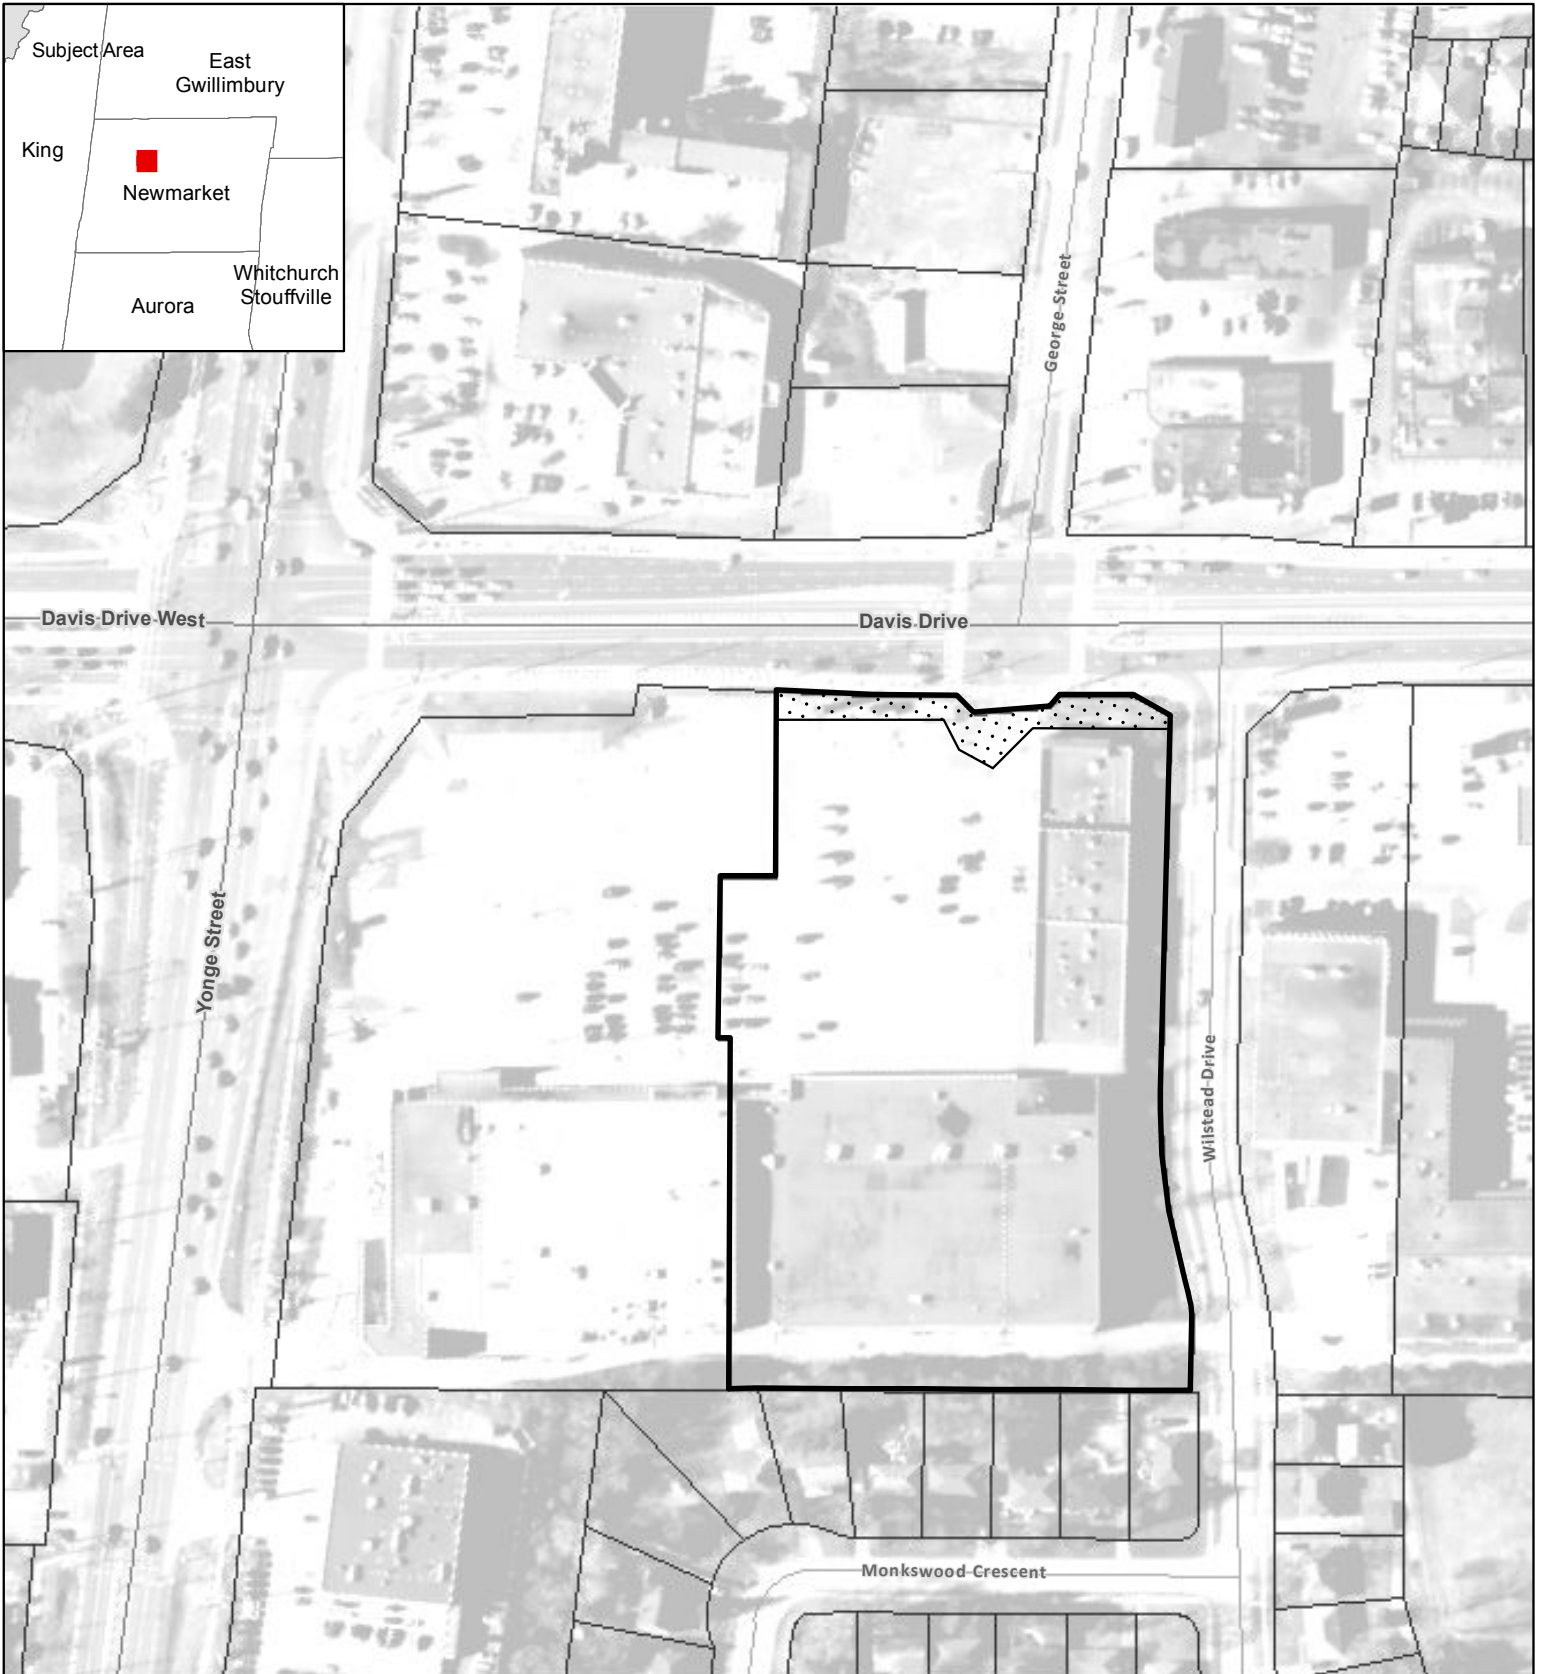 Subject Area
East
Gwillimbury
King
Newmarket
Whitchurch
Stouffville
Aurora
George Street
Davis Drive West
Davis Drive
Yonge Street
Wilstead Drive
Monkswood Crescent